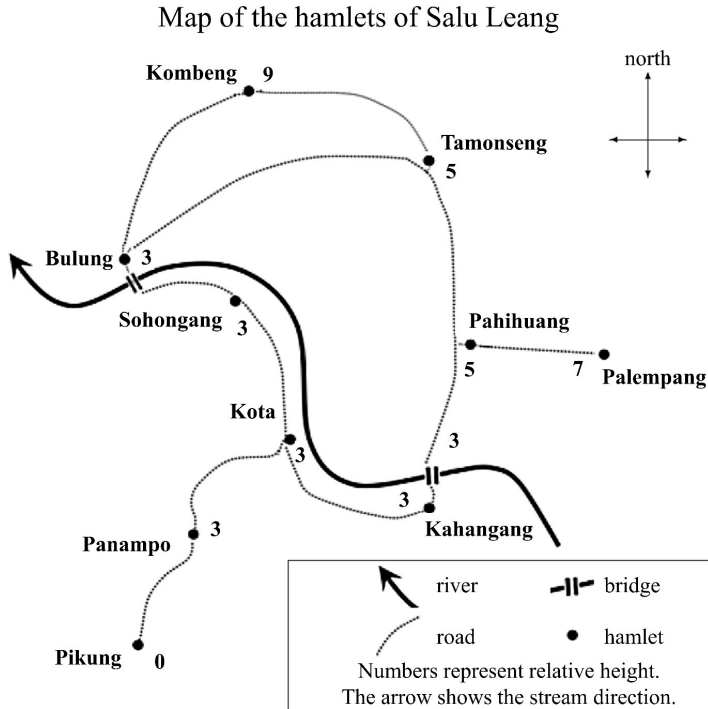 Map of the hamlets of Salu Leang
Kombeng 9
north
Tamonseng
5
Bulung 3
Sohongang
3
Pahihuang
5
7
Palempang
Kota
3
3
3
Kahangang
Panampo 3
Pikung 0
river
bridge
road
hamlet
Numbers represent relative height.
The arrow shows the stream direction.